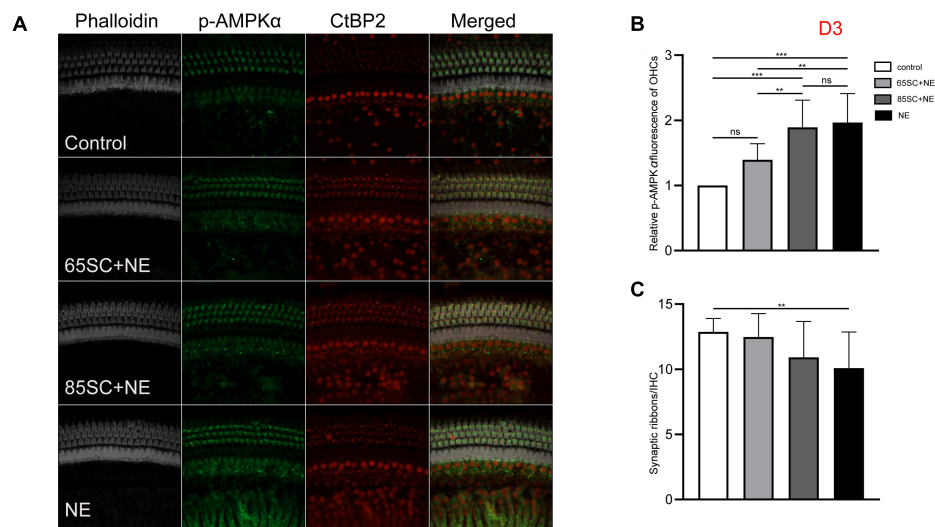 A
Phalloidin
p-AMPKα
CtBP2
Merged
Control
65SC+NE
85SC+NE
NE
B
D3
Relative p-AMPK αfluorescence of OHCs
3
2
1
0
***
**
***
ns
**
ns
control
65SC+NE
85SC+NE
NE
C
Synaptic ribbons/IHC
15
10
5
0
**